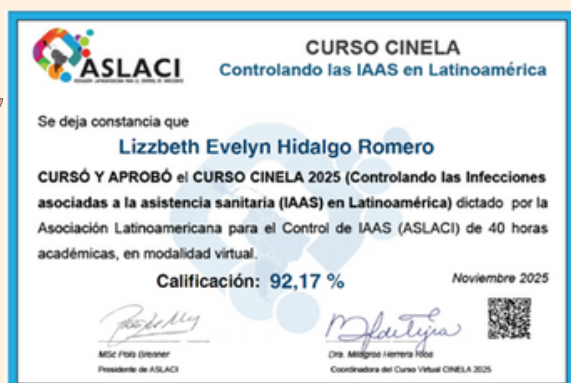 ASLACI
CURSO CINELA
Controlando las IAAS en Latinoamérica
Se deja constancia que
Lizzbeth Evelyn Hidalgo Romero
CURSÓ Y APROBÓ el CURSO CINELA 2025 (Controlando las Infecciones
asociadas a la asistencia sanitaria (IAAS) en Latinoamérica) dictado por la
Asociación Latinoamericana para el Control de IAAS (ASLACI) de 40 horas
académicas, en modalidad virtual.
Calificación: 92,17 %
Noviembre 2025
MSc Pola Brenner
Dra. Milagros Herrera
Presidente de ASLACI
Coordinadora del Curso Virtual CINELA 2025